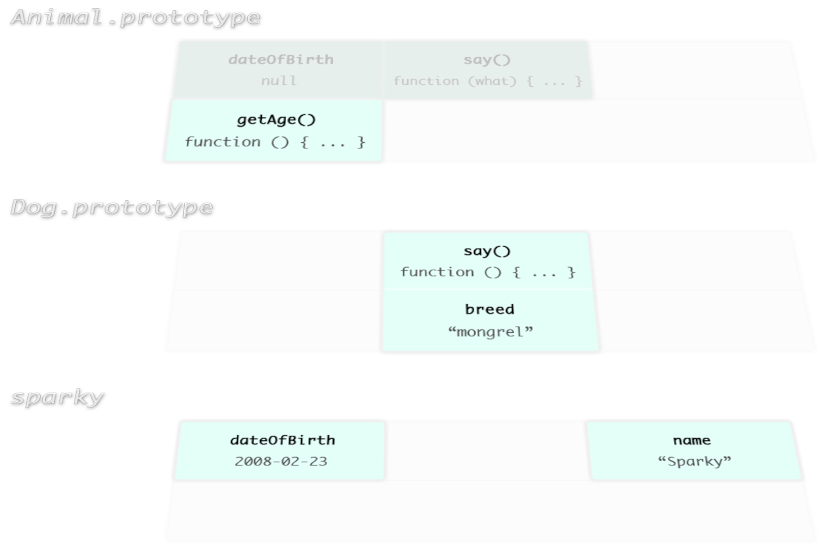 Animal.prototype
dateOfBirth
null
say()
function (what) { ... }
getAge()
function () { ... }
Dog.prototype
say()
function () { ... }
breed
“mongrel”
sparky
dateOfBirth
2008-02-23
name
“Sparky”